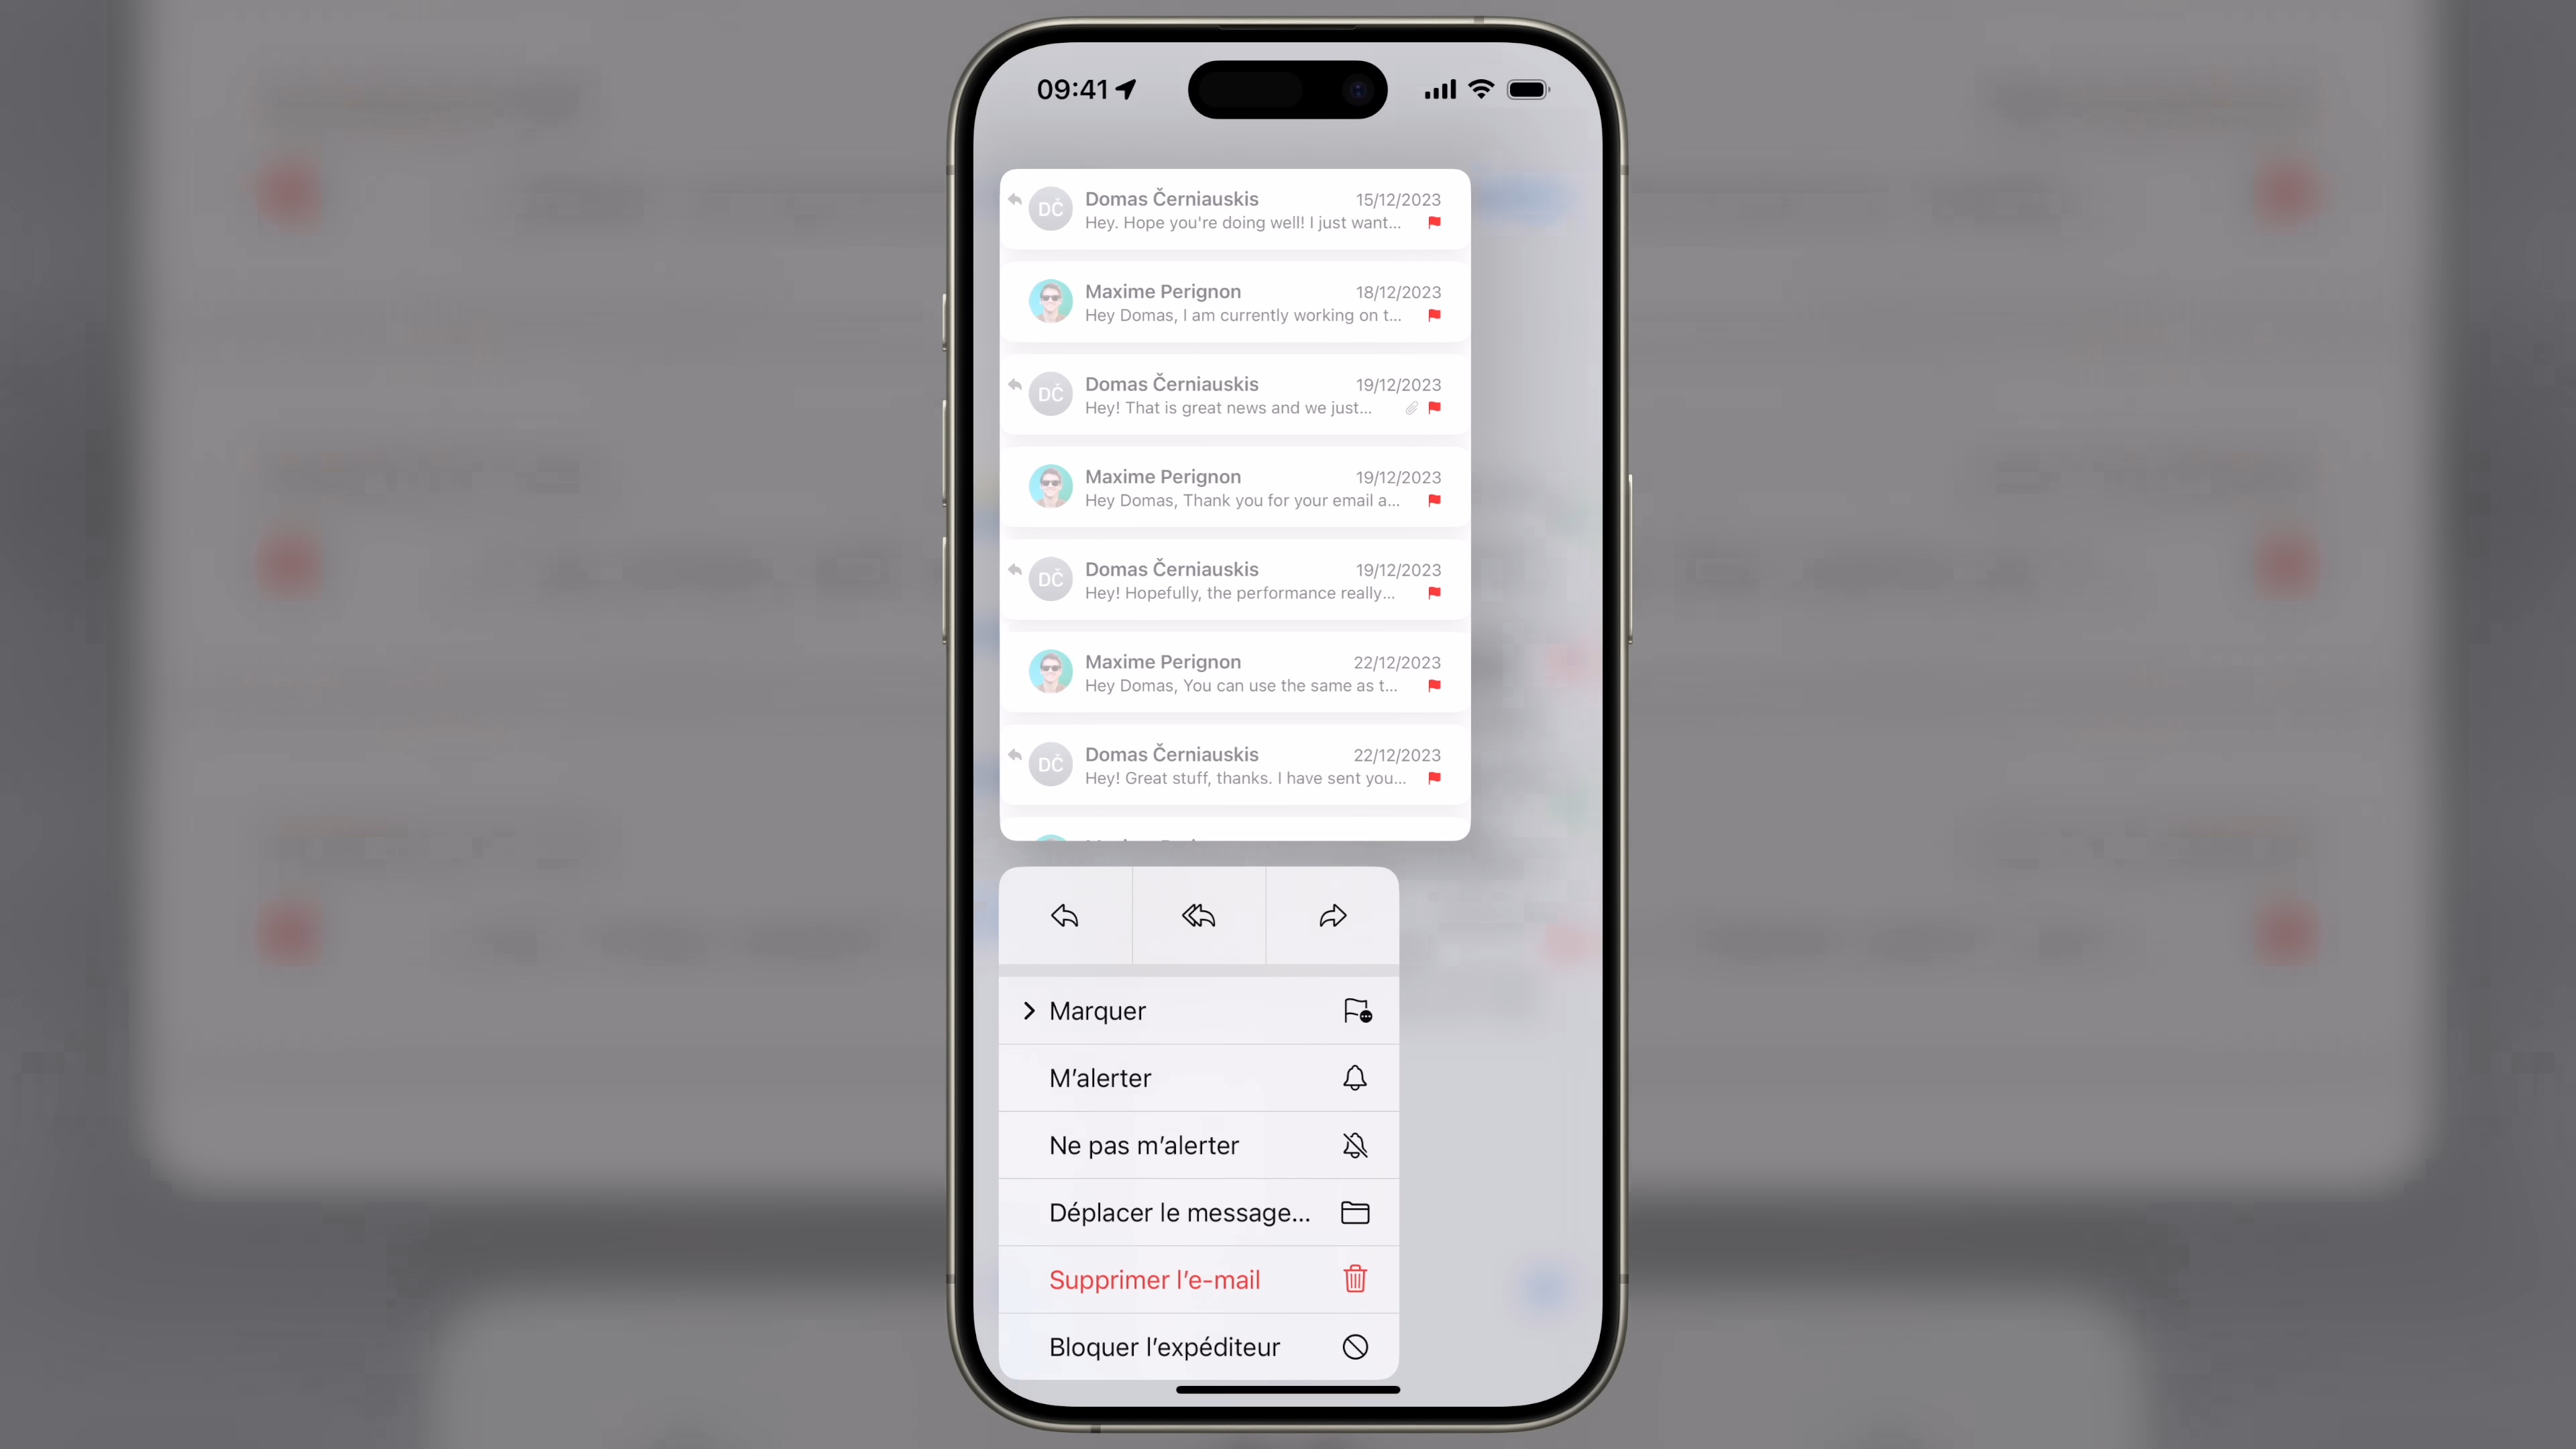 09:41
DČ
Domas Černiauskis 15/12/2023
Hey. Hope you're doing well! I just want...
Maxime Perignon 18/12/2023
Hey Domas, I am currently working on t...
DČ
Domas Černiauskis 19/12/2023
Hey! That is great news and we just...
Maxime Perignon 19/12/2023
Hey Domas, Thank you for your email a...
DČ
Domas Černiauskis 19/12/2023
Hey! Hopefully, the performance really...
Maxime Perignon 22/12/2023
Hey Domas, You can use the same as t...
DČ
Domas Černiauskis 22/12/2023
Hey! Great stuff, thanks. I have sent you...
Marquer
M’alerter
Ne pas m’alerter
Déplacer le message...
Supprimer l’e-mail
Bloquer l’expéditeur